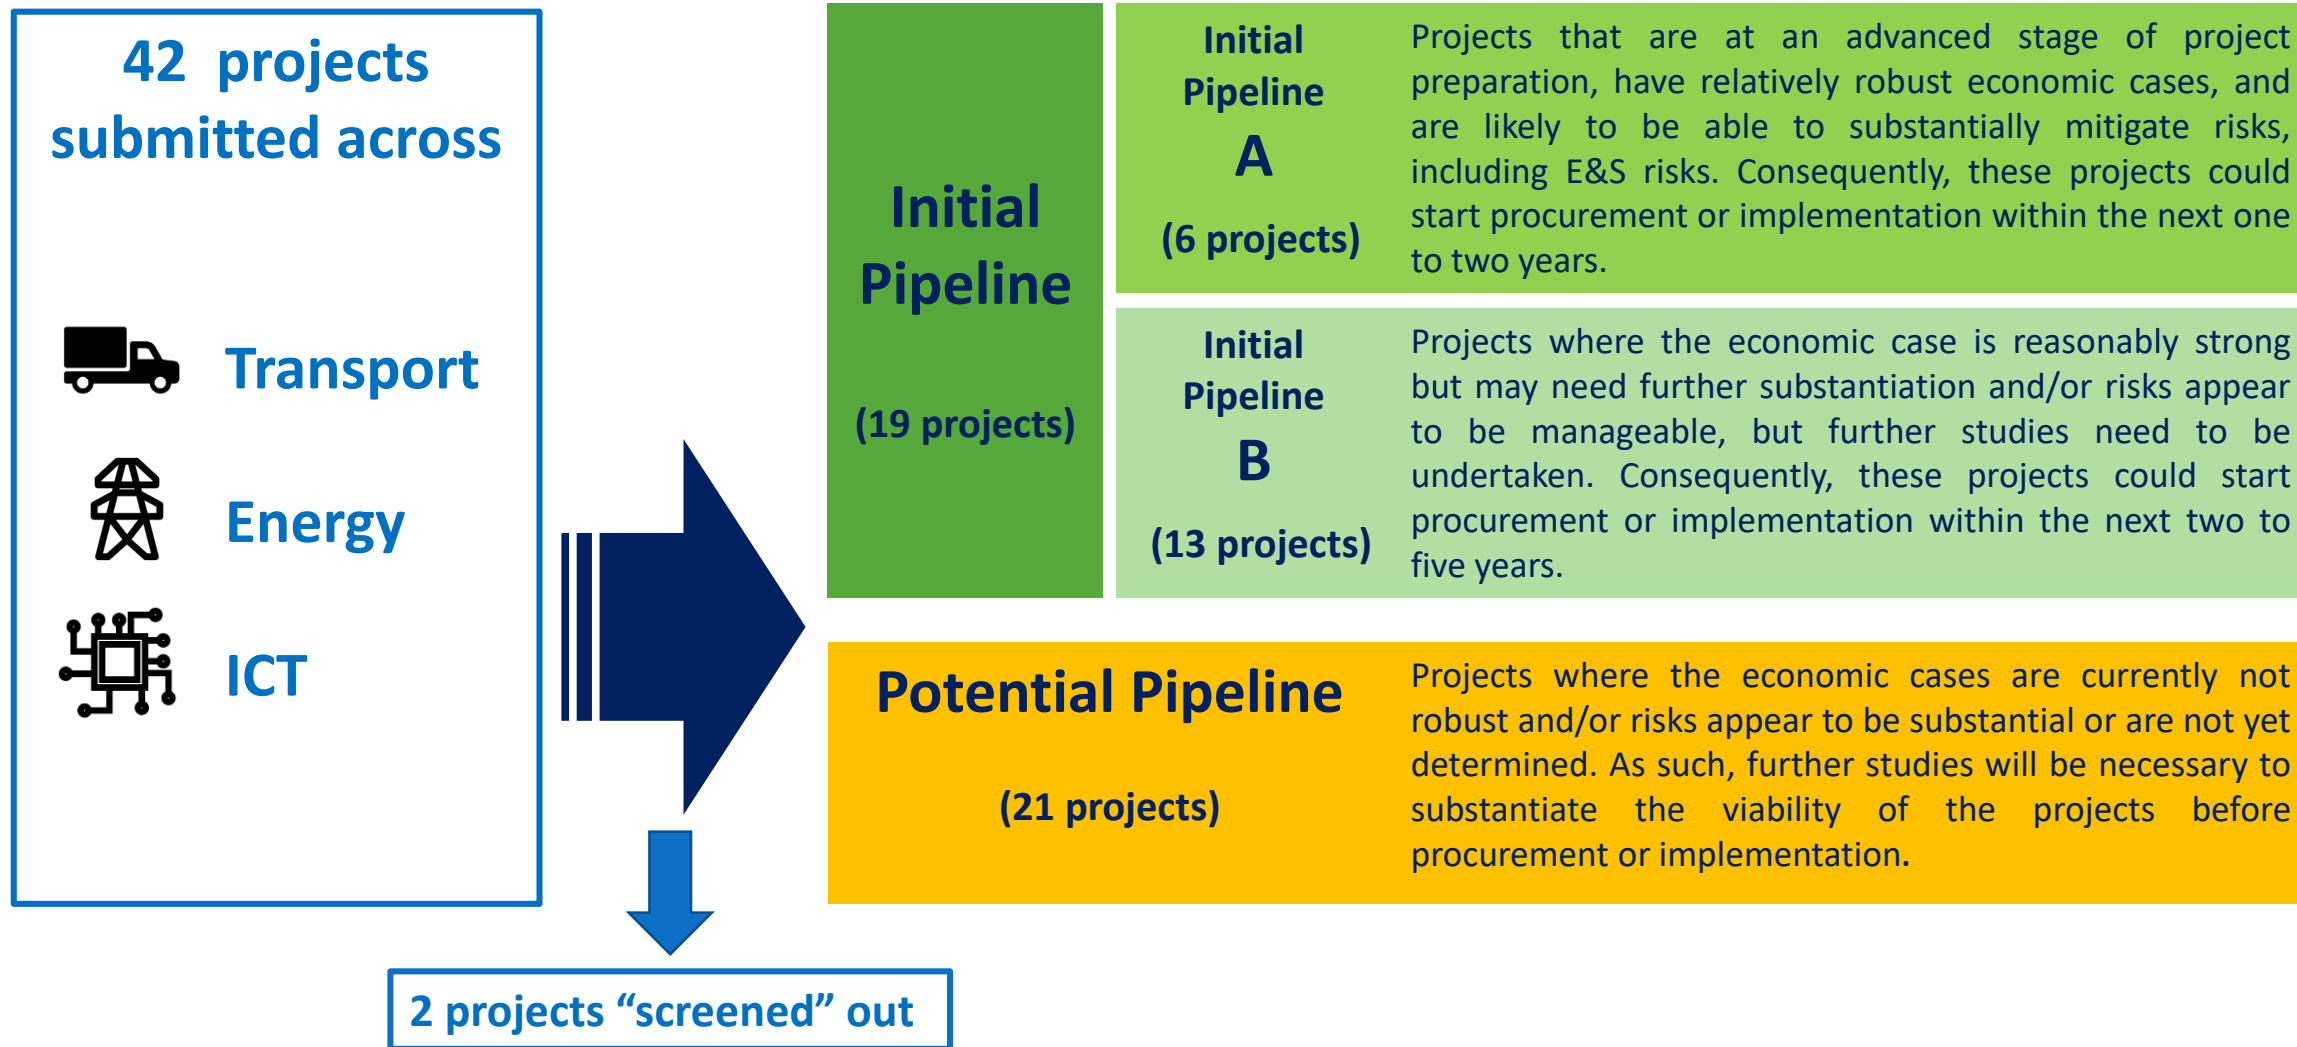 42 projects
submitted across
Transport
Energy
ICT
2 projects “screened” out
Initial
Pipeline
(19 projects)
Initial
Pipeline
A
(6 projects)
Projects that are at an advanced stage of project
preparation, have relatively robust economic cases, and
are likely to be able to substantially mitigate risks,
including E&S risks. Consequently, these projects could
start procurement or implementation within the next one
to two years.
Initial
Pipeline
B
(13 projects)
Projects where the economic case is reasonably strong
but may need further substantiation and/or risks appear
to be manageable, but further studies need to be
undertaken. Consequently, these projects could start
procurement or implementation within the next two to
five years.
Potential Pipeline
(21 projects)
Projects where the economic cases are currently not
robust and/or risks appear to be substantial or are not yet
determined. As such, further studies will be necessary to
substantiate the viability of the projects before
procurement or implementation.